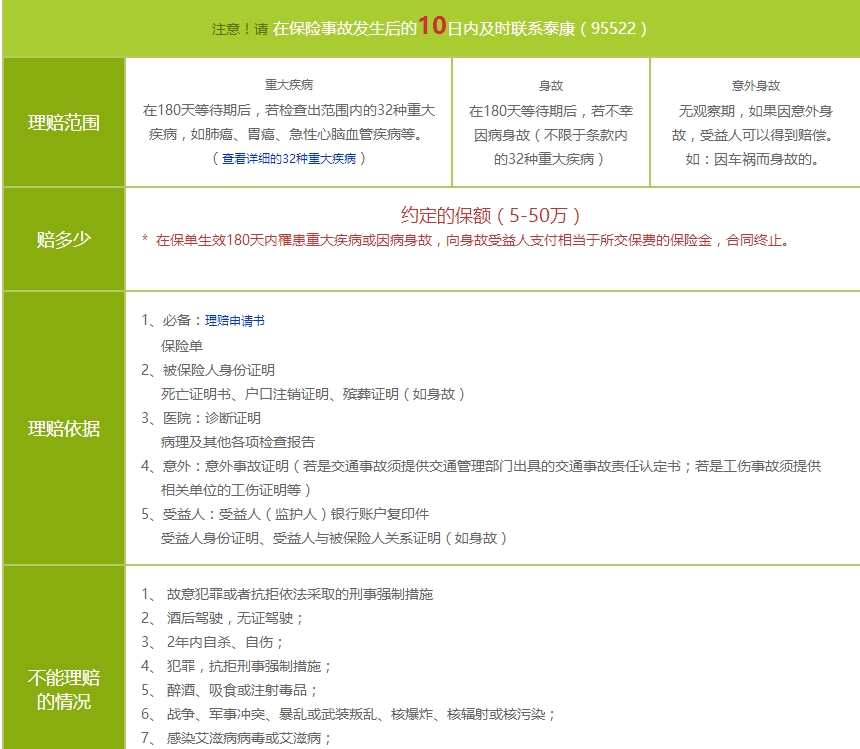 注意！请 在保险事故发生后的10日内及时联系泰康（95522）
理赔范围
重大疾病
在180天等待期后，若检查出范围内的32种重大
疾病，如肺癌、胃癌、急性心脑血管疾病等。
（查看详细的32种重大疾病）
身故
在180天等待期后，若不幸
因病身故（不限于条款内
的32种重大疾病）
意外身故
无观察期，如果因意外身
故，受益人可以得到赔偿。
如：因车祸而身故的。
赔多少
约定的保额（5-50万）
* 在保单生效180天内罹患重大疾病或因病身故，向身故受益人支付相当于所交保费的保险金，合同终止。
理赔依据
1、必备：理赔申请书
保险单
2、被保险人身份证明
死亡证明书、户口注销证明、殡葬证明（如身故）
3、医院：诊断证明
病理及其他各项检查报告
4、意外：意外事故证明（若是交通事故须提供交通管理部门出具的交通事故责任认定书；若是工伤事故须提供
相关单位的工伤证明等）
5、受益人：受益人（监护人）银行账户复印件
受益人身份证明、受益人与被保险人关系证明（如身故）
不能理赔
的情况
1、 故意犯罪或者抗拒依法采取的刑事强制措施
2、 酒后驾驶，无证驾驶；
3、 2年内自杀、自伤；
4、 犯罪，抗拒刑事强制措施；
5、 醉酒、吸食或注射毒品；
6、 战争、军事冲突、暴乱或武装叛乱、核爆炸、核辐射或核污染；
7、 感染艾滋病病毒或艾滋病；